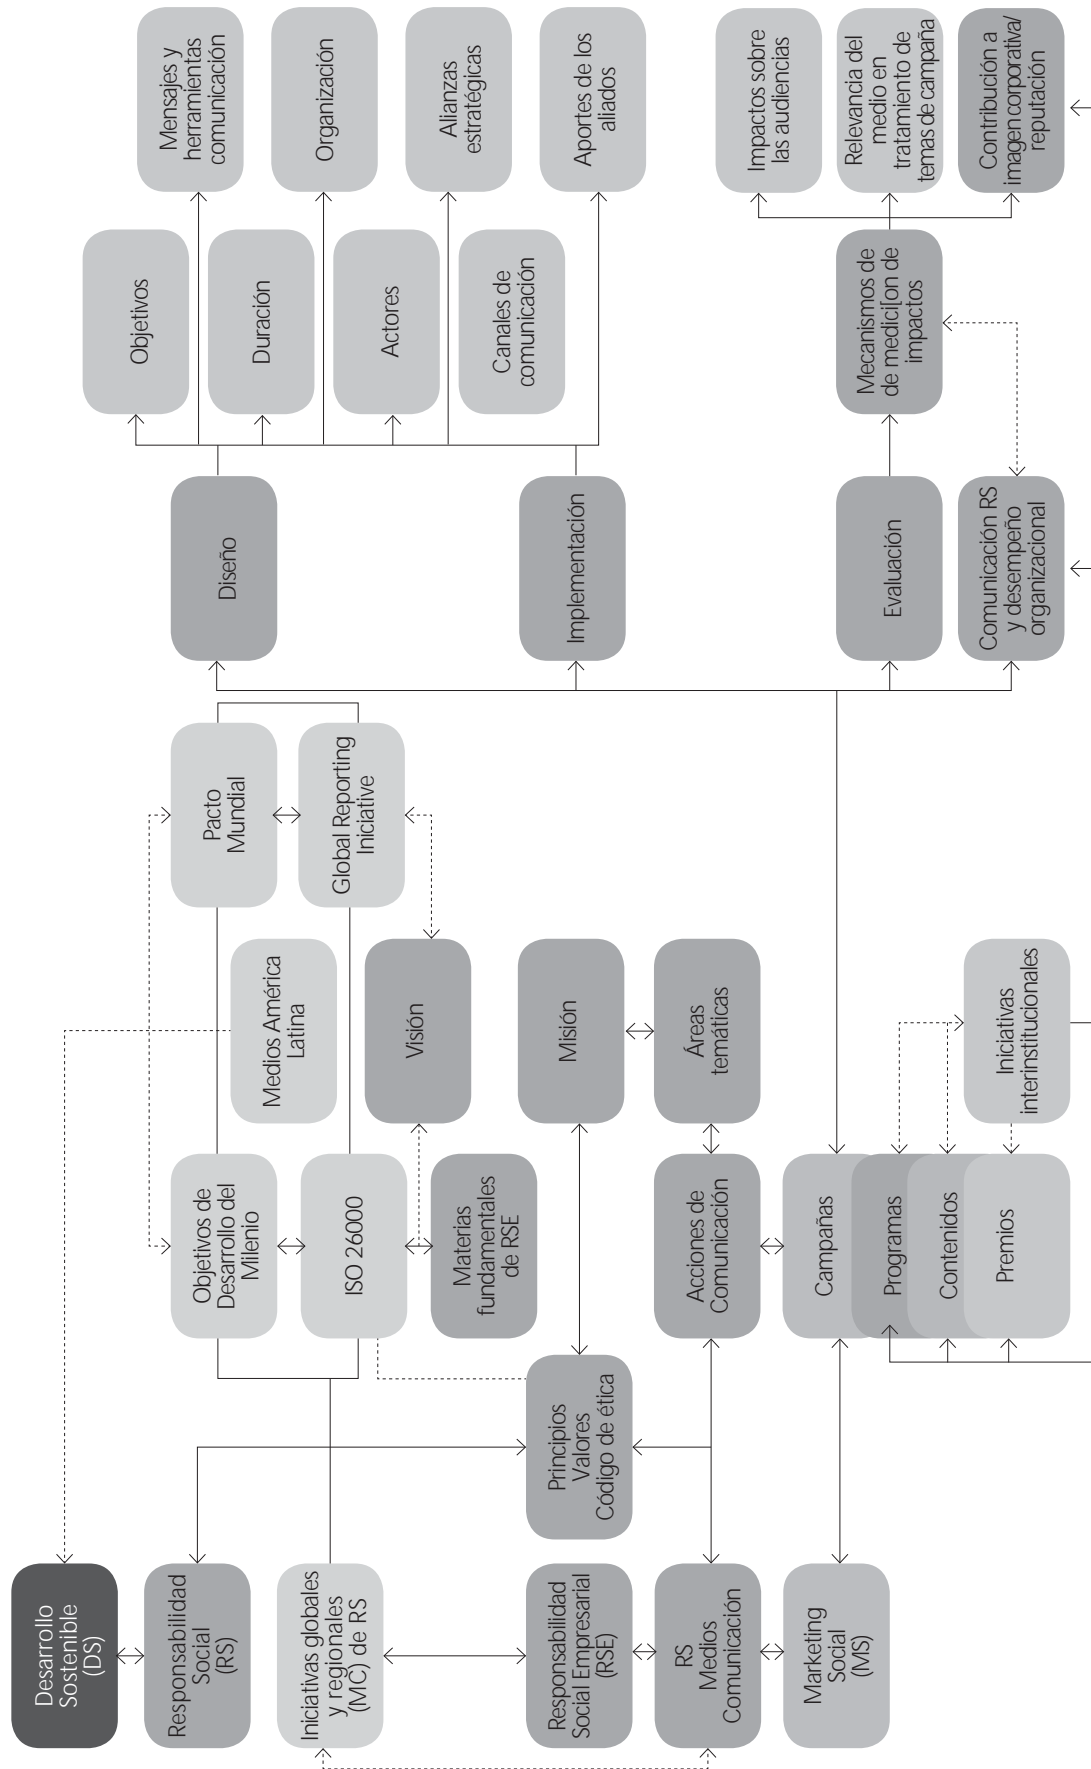 Desarrollo
Sostenible
(DS)
Responsabilidad
Social
(RS)
Iniciativas globales
y regionales
(MC) de RS
Responsabilidad
Social Empresarial
(RSE)
RS
Medios
Comunicación
Marketing
Social
(MS)
Principios
Valores
Código de ética
Objetivos de
Desarrollo del
Milenio
ISO 26000
Materias
fundamentales
de RSE
Acciones de
Comunicación
Campañas
Programas
Contenidos
Premios
Medios América
Latina
Visión
Misión
Áreas
temáticas
Iniciativas
interinstitucionales
Pacto
Mundial
Global Reporting
Iniciative
Diseño
Implementación
Evaluación
Comunicación RS
y desempeño
organizacional
Objetivos
Duración
Actores
Canales de
comunicación
Mecanismos de
de medici[on de
impactos
Mensajes y
herramientas
comunicación
Organización
Alianzas
estratégicas
Aportes de los
aliados
Impactos sobre
las audiencias
Relevancia del
medio en
tratamiento de
temas de campaña
Contribución a
imagen corporativa/
reputación